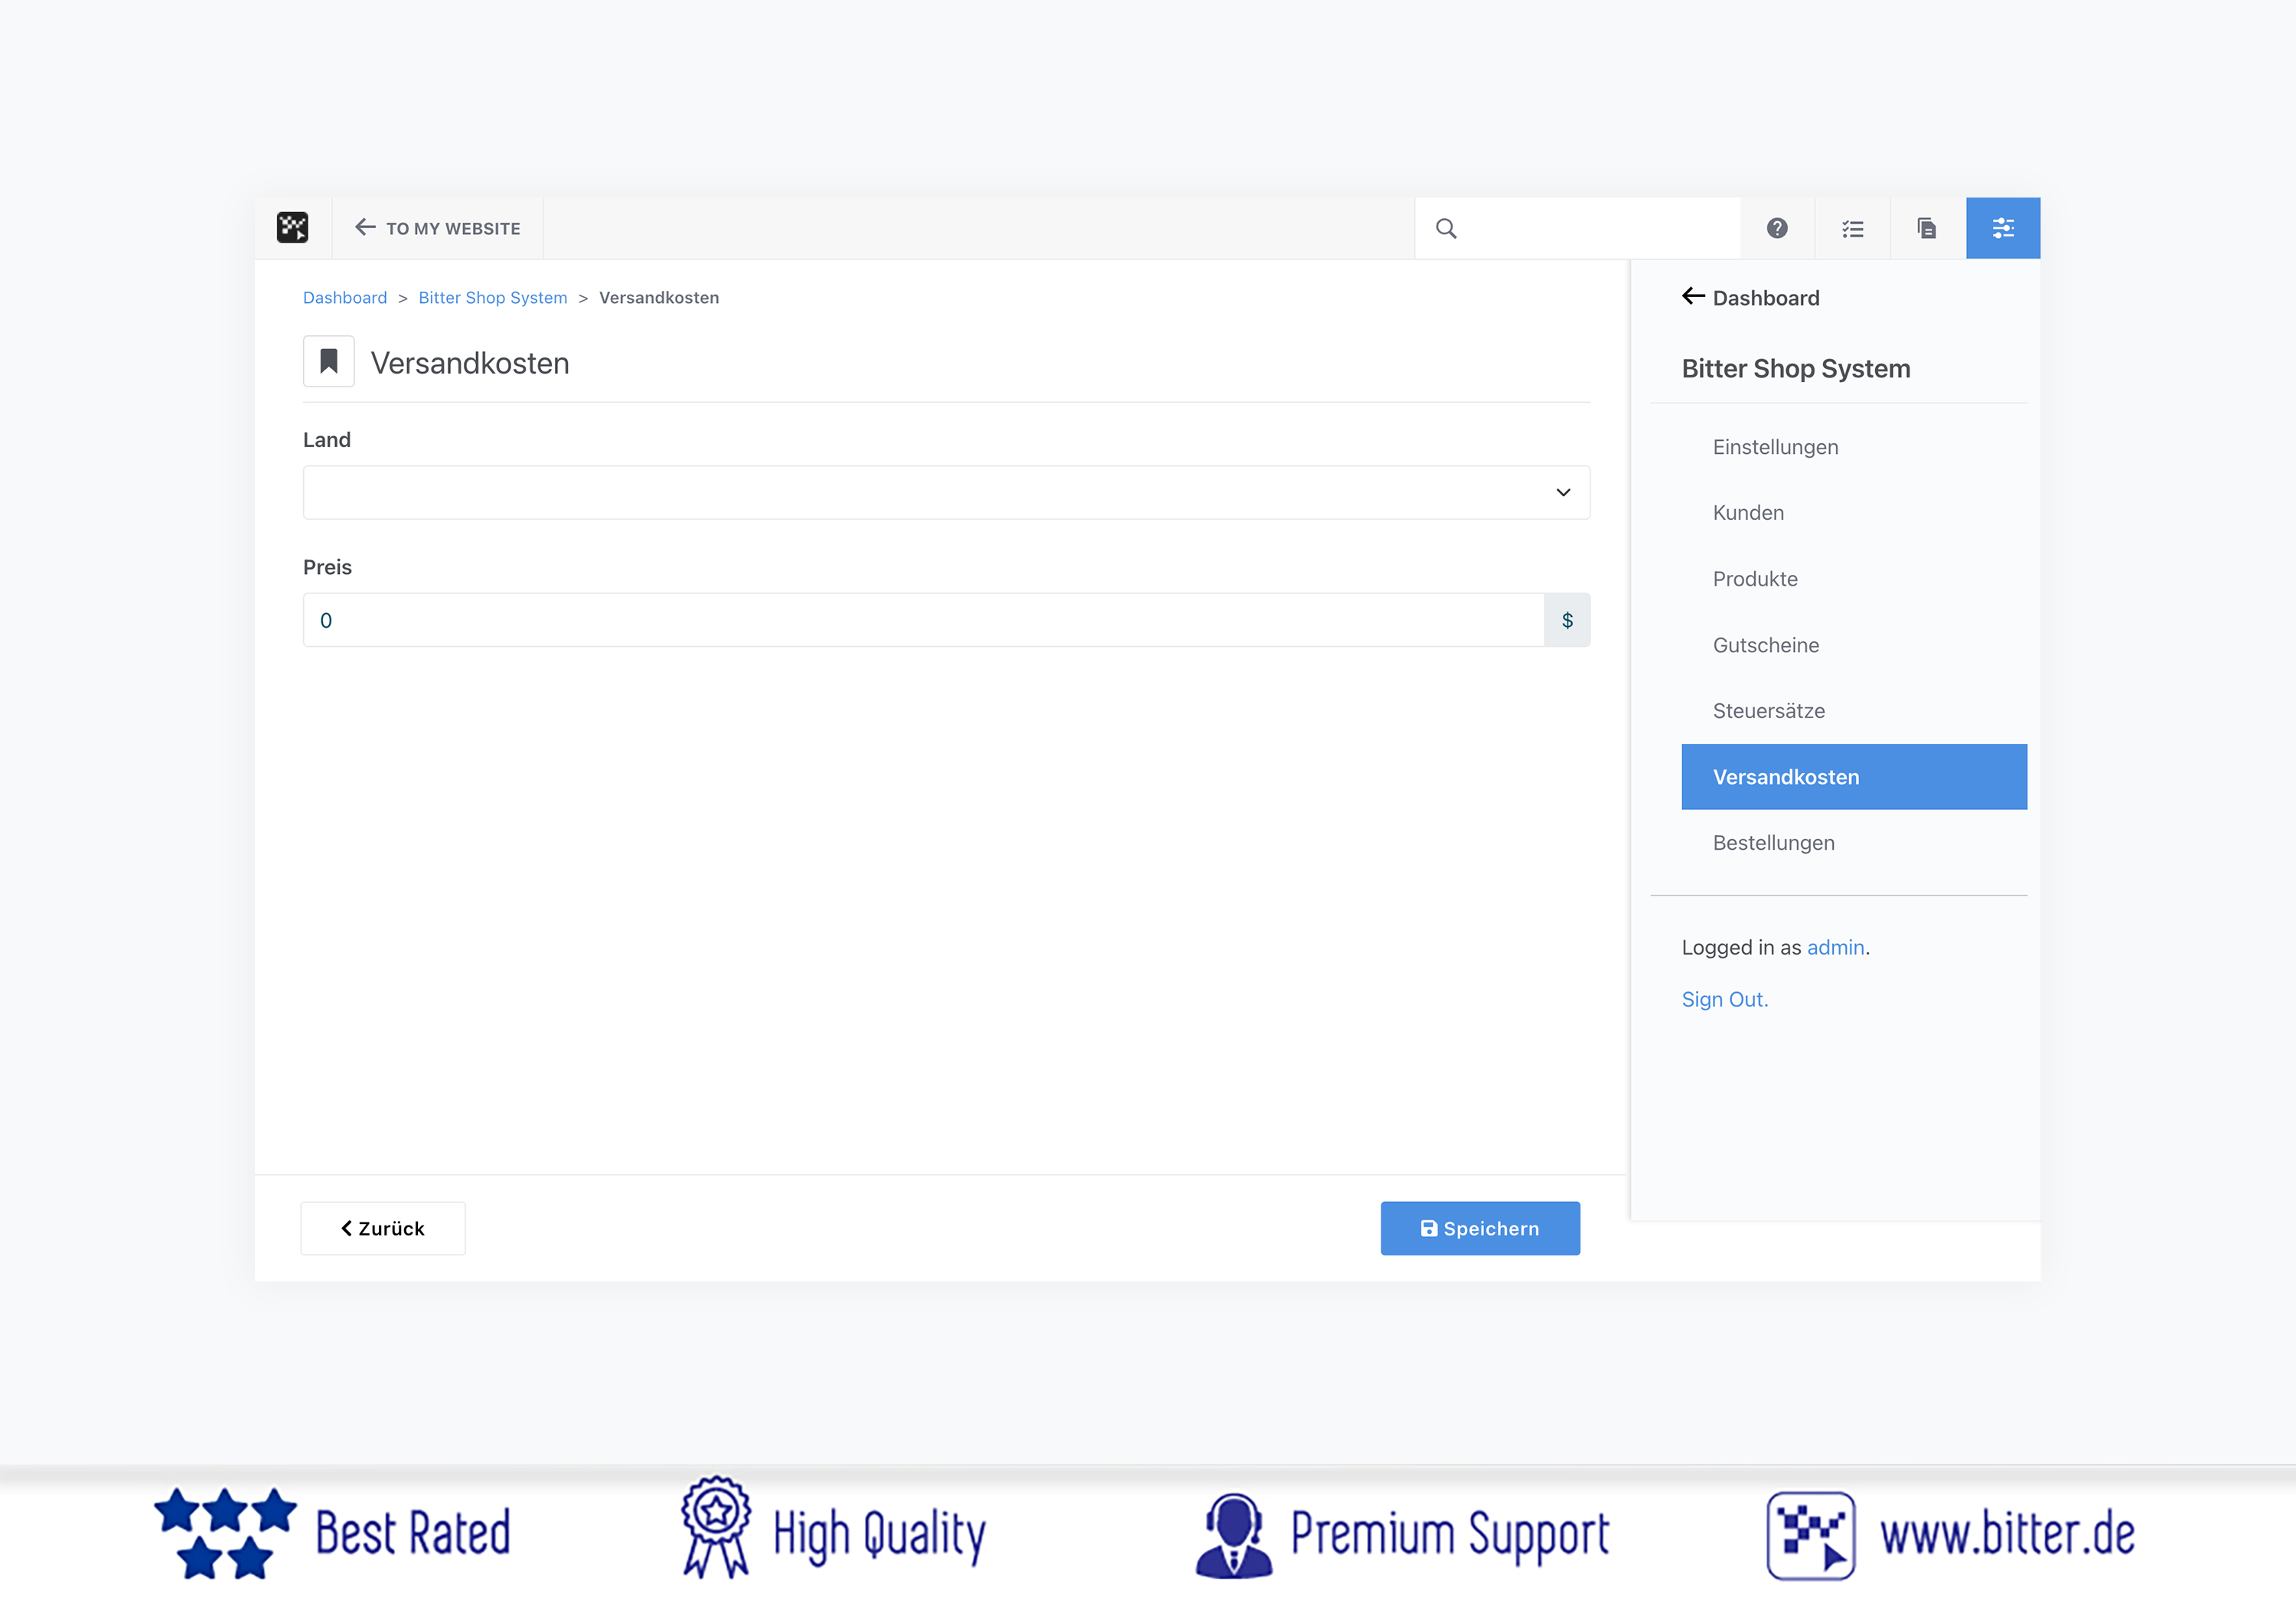 TO MY WEBSITE
Dashboard > Bitter Shop System > Versandkosten
Versandkosten
Land
Preis
0 $
Zurück
Speichern
Dashboard
Bitter Shop System
Einstellungen
Kunden
Produkte
Gutscheine
Steuersätze
Versandkosten
Bestellungen
Logged in as admin.
Sign Out.
Best Rated
High Quality
Premium Support
www.bitter.de